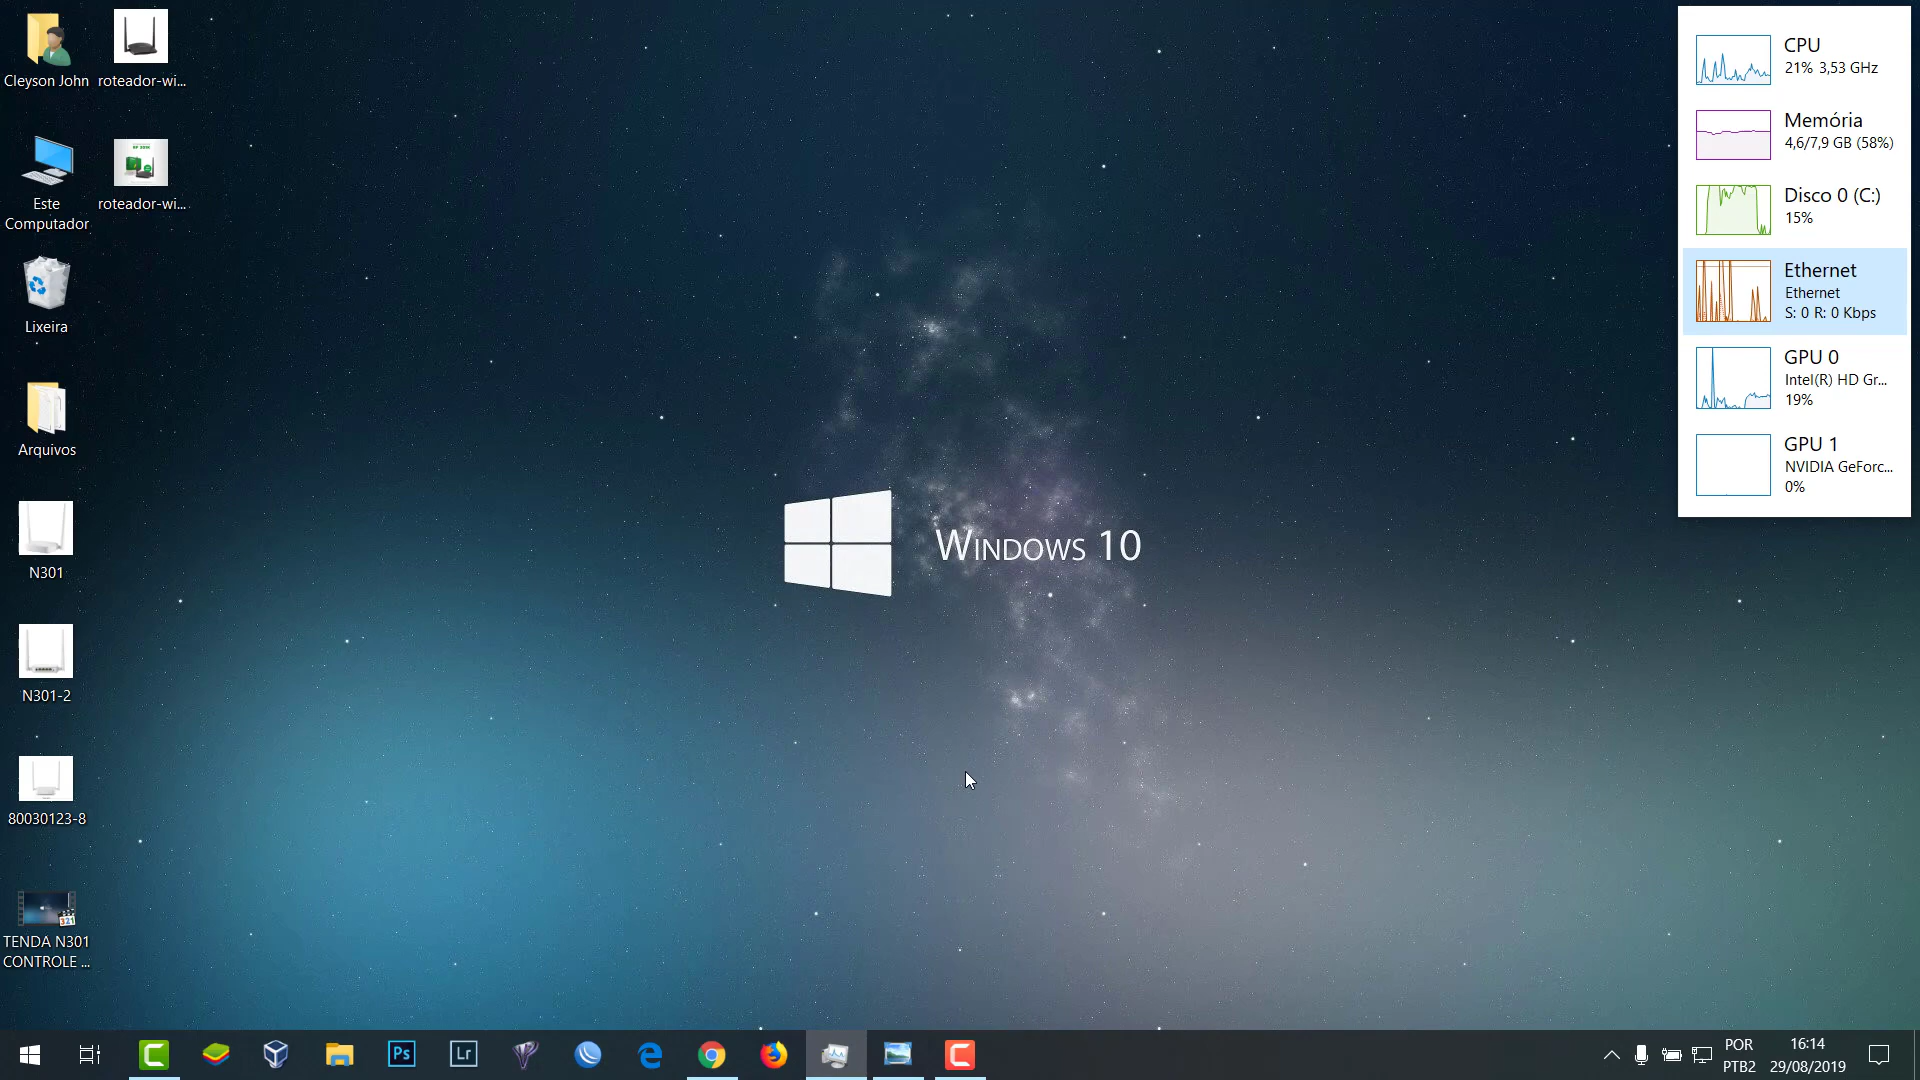 Cleyson John
roteador-wi...
Este
Computador
roteador-wi...
Lixeira
Arquivos
N301
N301-2
80030123-8
TENDA N301
CONTROLE ...
WINDOWS 10
CPU
21% 3,53 GHz
Memória
4,6/7,9 GB (58%)
Disco 0 (C:)
15%
Ethernet
Ethernet
S: 0 R: 0 Kbps
GPU 0
Intel(R) HD Gr...
19%
GPU 1
NVIDIA GeForc...
0%
Ps
Lr
POR
PTB2
16:14
29/08/2019